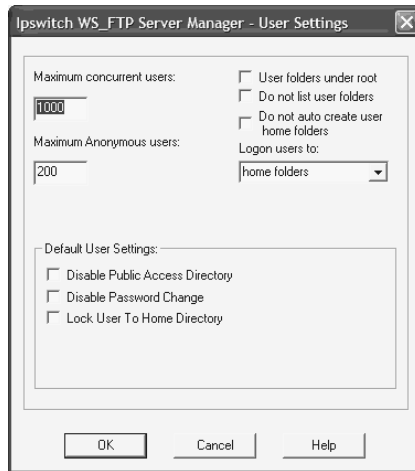 Ipswitch WS_FTP Server Manager - User Settings
Maximum concurrent users:
1000
Maximum Anonymous users:
200
User folders under root
Do not list user folders
Do not auto create user
home folders
Logon users to:
home folders
Default User Settings:
Disable Public Access Directory
Disable Password Change
Lock User To Home Directory
OK
Cancel
Help